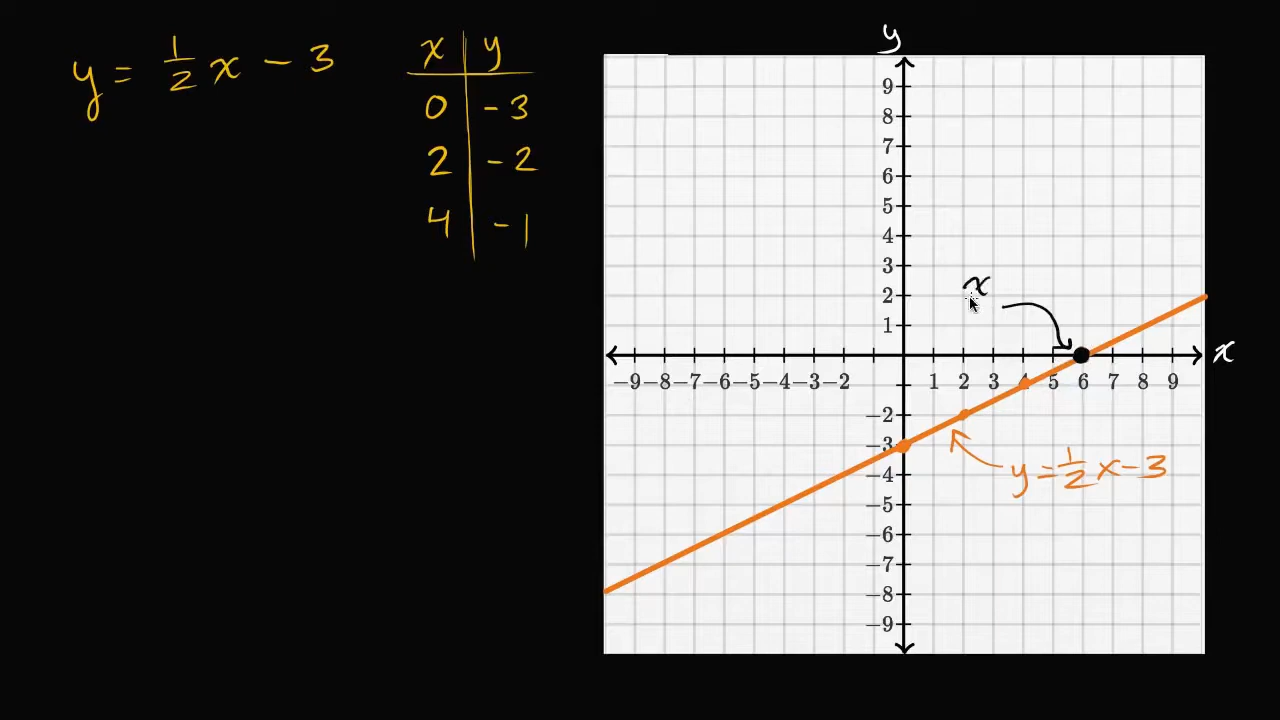 y = 1/2 x - 3
x y
0 -3
2 -2
4 -1
y
9
8
7
6
5
4
3
2
1
x
x
−9 −8 −7 −6 −5 −4 −3 −2 1 2 3 4 5 6 7 8 9
−2
−3
−4
−5
−6
−7
−8
−9
y = 1/2 x - 3